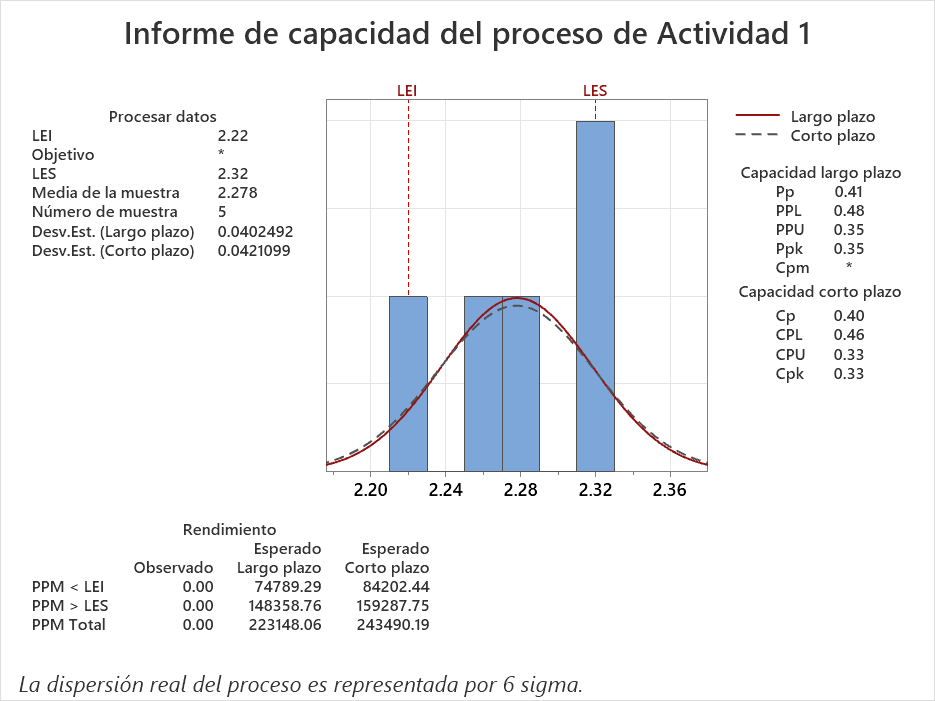 Informe de capacidad del proceso de Actividad 1
LEI LES
Procesar datos
LEI 2.22
Objetivo *
LES 2.32
Media de la muestra 2.278
Número de muestra 5
Desv.Est. (Largo plazo) 0.0402492
Desv.Est. (Corto plazo) 0.0421099
Largo plazo
Corto plazo
Capacidad largo plazo
Pp 0.41
PPL 0.48
PPU 0.35
Ppk 0.35
Cpm *
Capacidad corto plazo
Cp 0.40
CPL 0.46
CPU 0.33
Cpk 0.33
2.20 2.24 2.28 2.32 2.36
Rendimiento
Esperado Esperado
Observado Largo plazo Corto plazo
PPM < LEI 0.00 74789.29 84202.44
PPM > LES 0.00 148358.76 159287.75
PPM Total 0.00 223148.06 243490.19
La dispersión real del proceso es representada por 6 sigma.